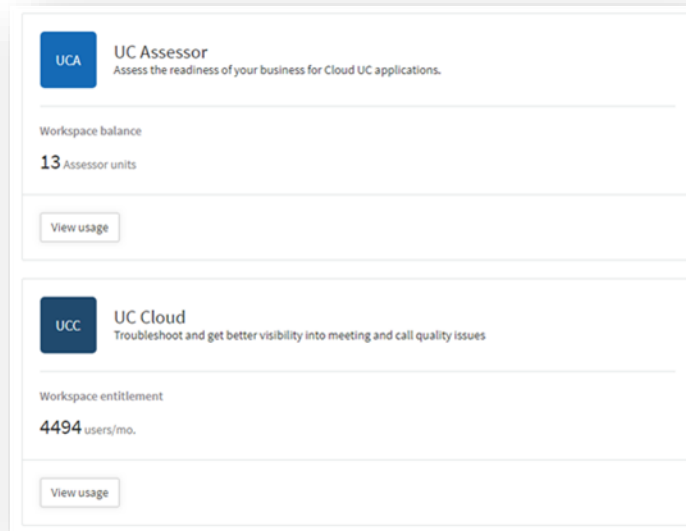 UCA
UC Assessor
Assess the readiness of your business for Cloud UC applications.
Workspace balance
13 Assessor units
View usage
UCC
UC Cloud
Troubleshoot and get better visibility into meeting and call quality issues
Workspace entitlement
4494 users/mo.
View usage